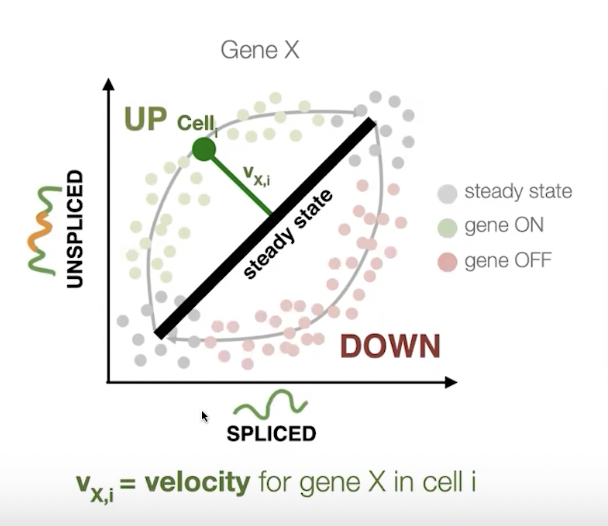 Gene X
UP
Cell i
v X,i
steady state
UNSPLICED
steady state
gene ON
gene OFF
DOWN
SPLICED
v X,i = velocity for gene X in cell i